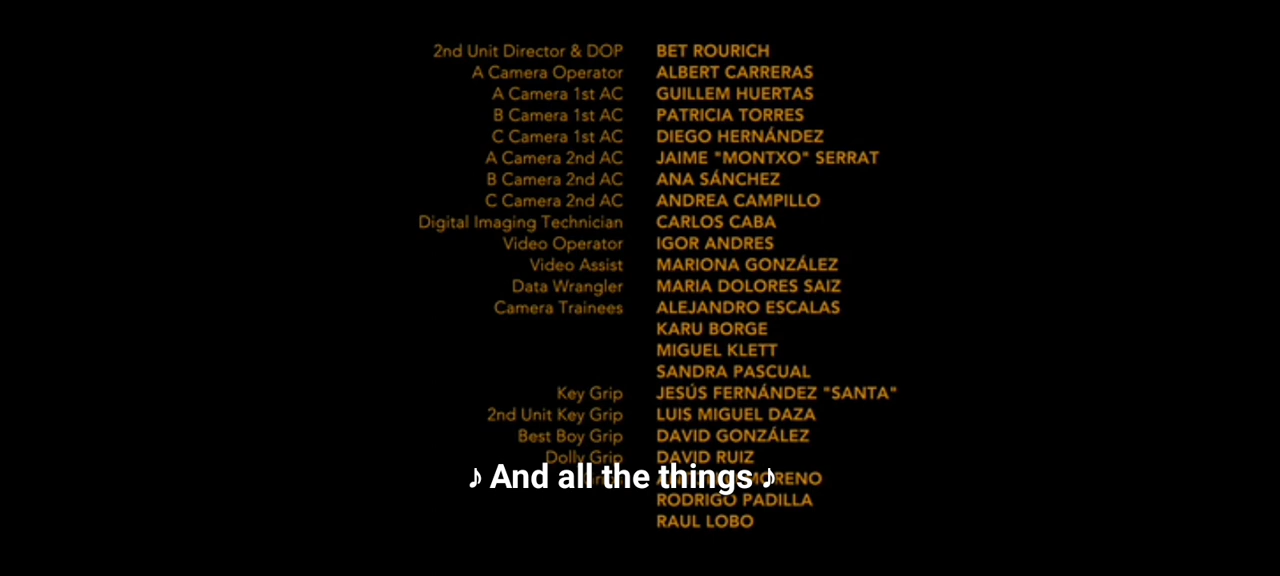 2nd Unit Director & DOP BET ROURICH
A Camera Operator ALBERT CARRERAS
A Camera 1st AC GUILLEM HUERTAS
B Camera 1st AC PATRICIA TORRES
C Camera 1st AC DIEGO HERNÁNDEZ
A Camera 2nd AC JAIME "MONTXO" SERRAT
B Camera 2nd AC ANA SÁNCHEZ
C Camera 2nd AC ANDREA CAMPILLO
Digital Imaging Technician CARLOS CABA
Video Operator IGOR ANDRES
Video Assist MARIONA GONZÁLEZ
Data Wrangler MARIA DOLORES SAIZ
Camera Trainees ALEJANDRO ESCALAS
KARU BORGE
MIGUEL KLETT
SANDRA PASCUAL
Key Grip JESÚS FERNÁNDEZ "SANTA"
2nd Unit Key Grip LUIS MIGUEL DAZA
Best Boy Grip DAVID GONZÁLEZ
Dolly Grip DAVID RUIZ
♪ And all the things ♪
MORENO
RODRIGO PADILLA
RAUL LOBO